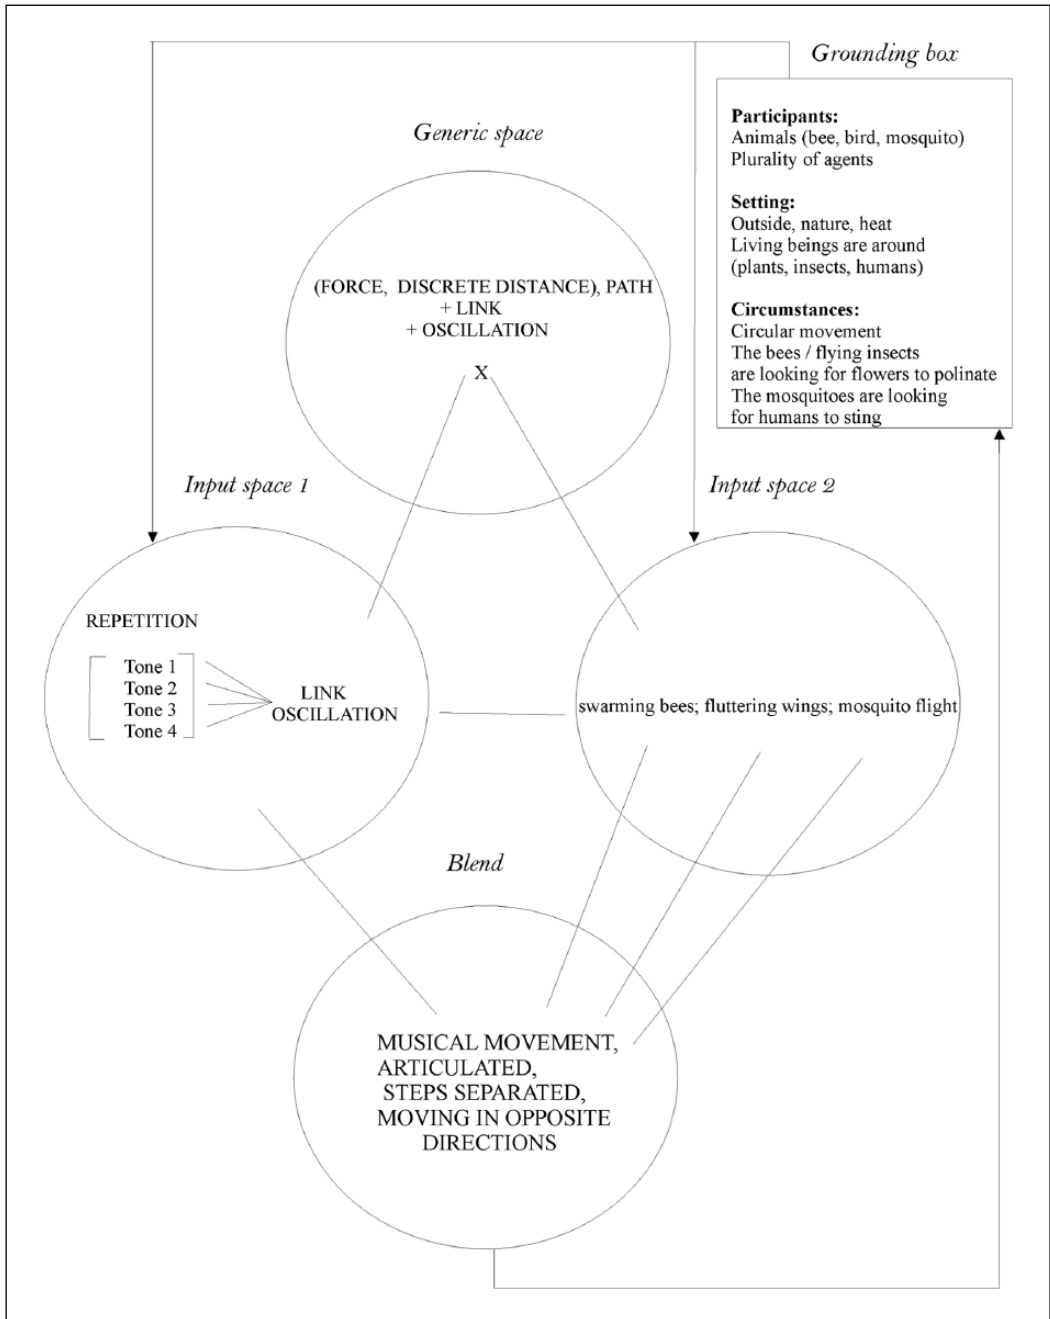 Grounding box
Participants:
Animals (bee, bird, mosquito)
Plurality of agents
Setting:
Outside, nature, heat
Living beings are around
(plants, insects, humans)
Circumstances:
Circular movement
The bees / flying insects
are looking for flowers to polinate
The mosquitoes are looking
for humans to sting
Generic space
(FORCE, DISCRETE DISTANCE), PATH
+ LINK
+ OSCILLATION
X
Input space 1
REPETITION
Tone 1
Tone 2
Tone 3
Tone 4
LINK
OSCILLATION
Input space 2
swarming bees; fluttering wings; mosquito flight
Blend
MUSICAL MOVEMENT,
ARTICULATED,
STEPS SEPARATED,
MOVING IN OPPOSITE
DIRECTIONS